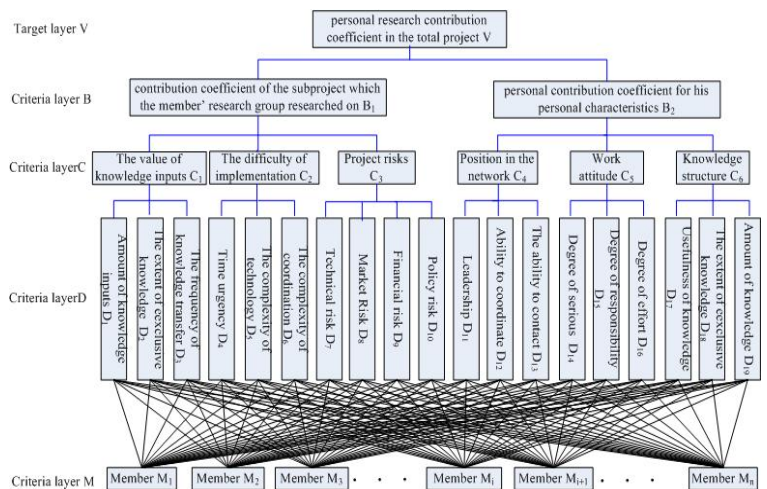 Target layer V
personal research contribution
coefficient in the total project V
Criteria layer B
contribution coefficient of the subproject which
the member' research group researched on B1
personal contribution coefficient for his
personal characteristics B2
Criteria layerC
The value of
knowledge inputs C1
The difficulty of
implementation C2
Project risks
C3
Position in the
network C4
Work
attitude C5
Knowledge
structure C6
Criteria layerD
Amount of knowledge
inputs D1
The extent of cexclusive
knowledge D2
The frequency of
knowledge transfer D3
Time urgency D4
The complexity of
technology D5
The complexity of
coordination D6
Technical risk D7
Market Risk D8
Financial risk D9
Policy risk D10
Leadership D11
Ability to coordinate D12
The ability to contact D13
Degree of serious D14
Degree of responsibility
D15
Degree of effort D16
Usefulness of knowledge
D17
The extent of cexclusive
knowledge D18
Amount of knowledge D19
Criteria layer M
Member M1
Member M2
Member M3
· · ·
Member Mi
Member Mi+1
· · ·
Member Mn